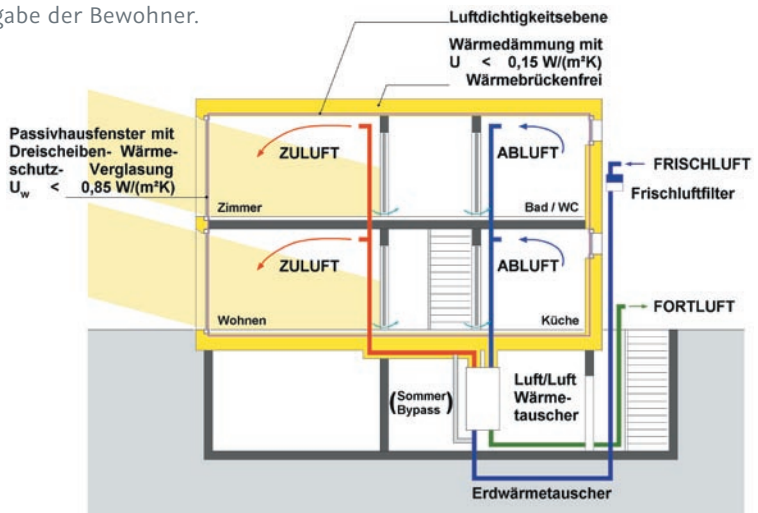 gabe der Bewohner.
Luftdichtigkeitsebene
Wärmedämmung mit
U < 0,15 W/(m²K)
Wärmebrückenfrei
Passivhausfenster mit
Dreischeiben- Wärme-
schutz- Verglasung
Uw < 0,85 W/(m²K)
ZULUFT
ABLUFT
FRISCHLUFT
Frischluftfilter
Zimmer
Bad / WC
ZULUFT
ABLUFT
FORTLUFT
Wohnen
Küche
(Sommer
Bypass)
Luft/Luft
Wärme-
tauscher
Erdwärmetauscher